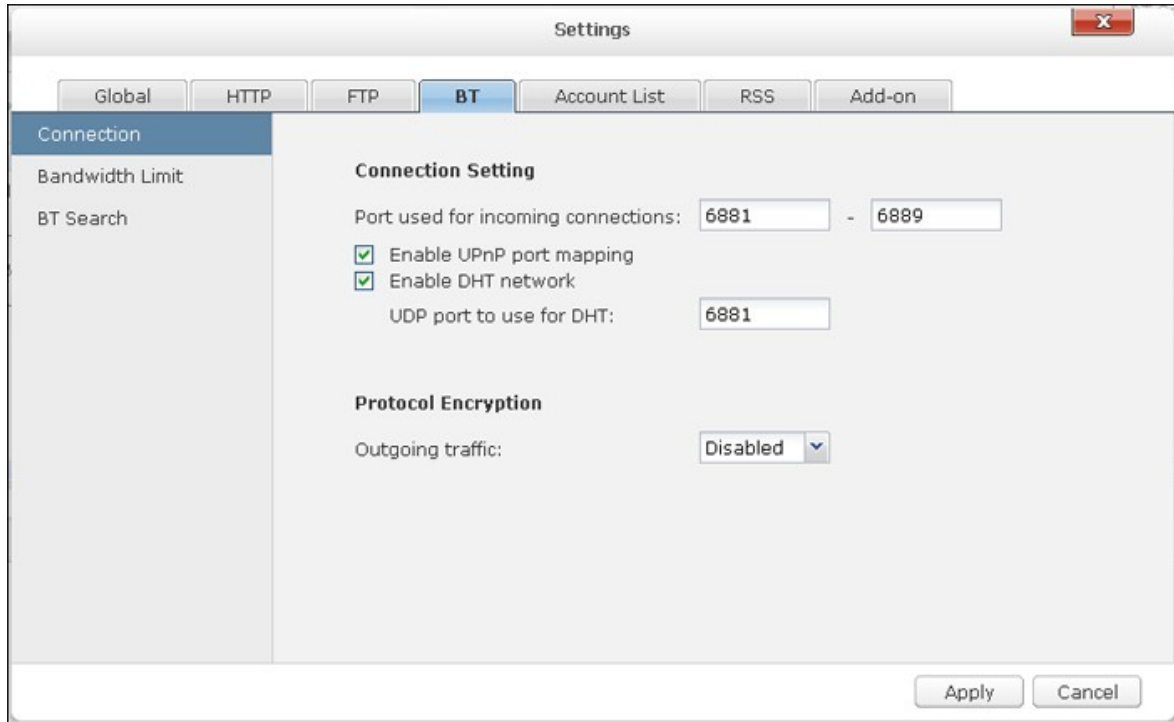 Settings
X
Global HTTP FTP BT Account List RSS Add-on
Connection
Bandwidth Limit
BT Search
Connection Setting
Port used for incoming connections: 6881 - 6889
Enable UPnP port mapping
Enable DHT network
UDP port to use for DHT: 6881
Protocol Encryption
Outgoing traffic: Disabled
Apply Cancel